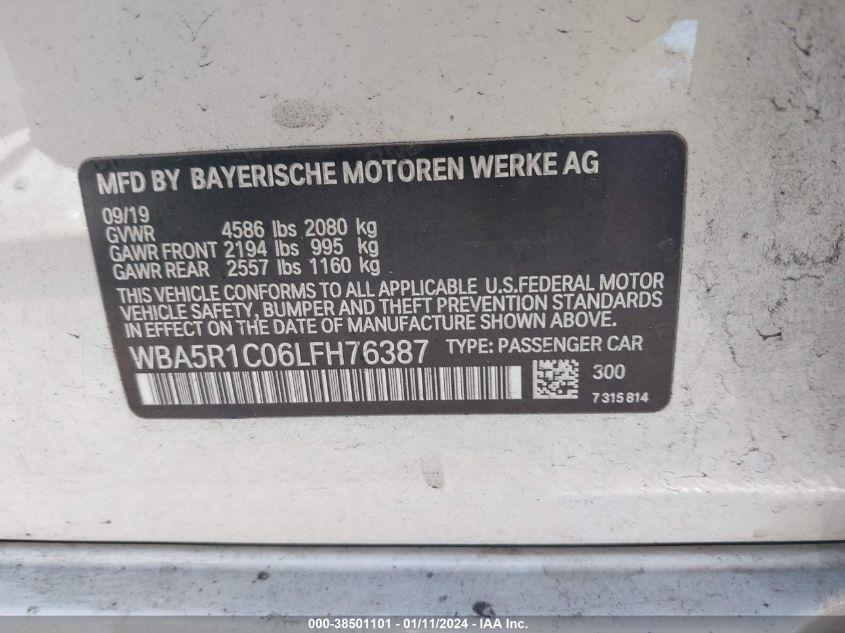 MFD BY BAYERISCHE MOTOREN WERKE AG
09/19
GVWR 4586 lbs 2080 kg
GAWR FRONT 2194 lbs 995 kg
GAWR REAR 2557 lbs 1160 kg
THIS VEHICLE CONFORMS TO ALL APPLICABLE U.S.FEDERAL MOTOR
VEHICLE SAFETY, BUMPER AND THEFT PREVENTION STANDARDS
IN EFFECT ON THE DATE OF MANUFACTURE SHOWN ABOVE.
WBA5R1C06LFH76387 TYPE: PASSENGER CAR
300
7315814
000-38501101 - 01/11/2024 - IAA Inc.